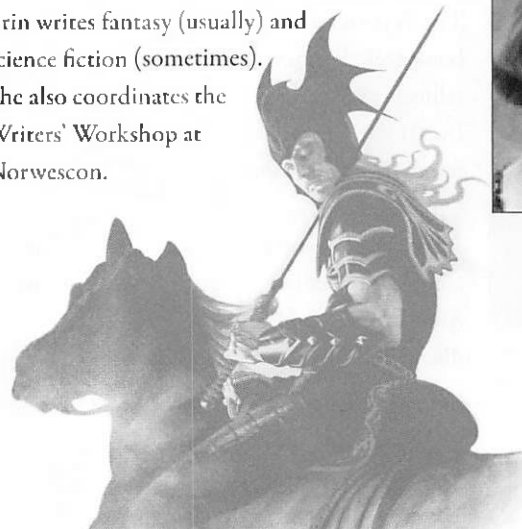 rin writes fantasy (usually) and
cience fiction (sometimes).
he also coordinates the
Writers' Workshop at
Norwescon.